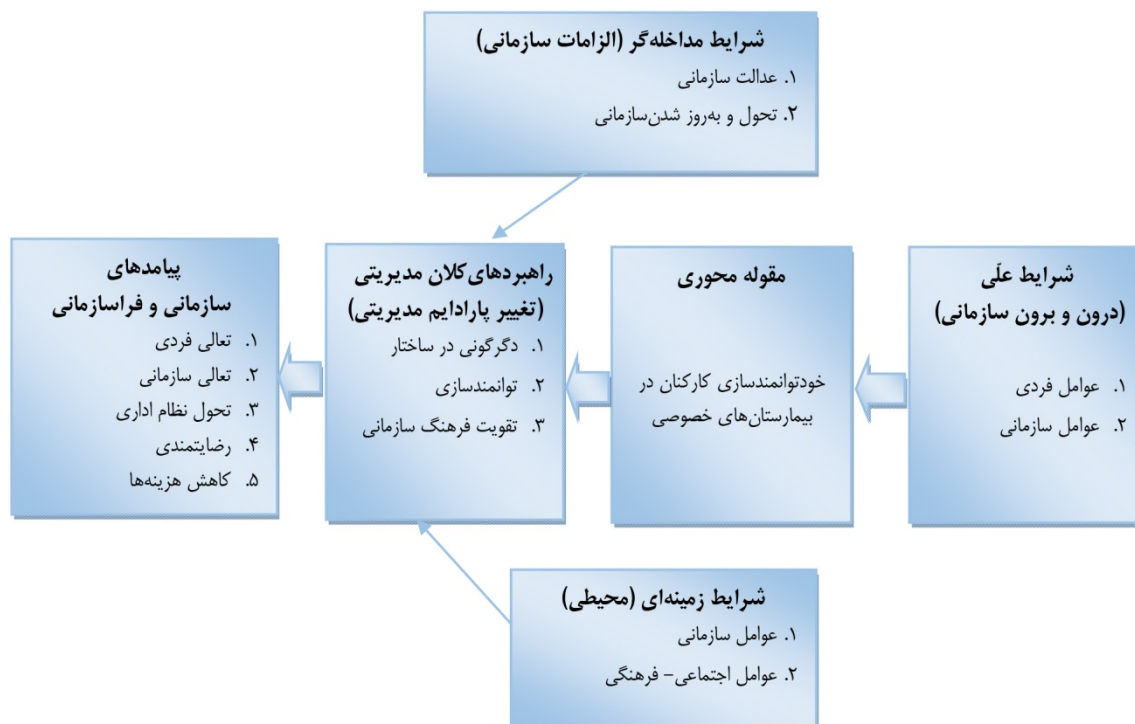 شرایط مداخله‌گر (الزامات سازمانی)
۱. عدالت سازمانی
۲. تحول و به‌روز شدن‌سازمانی
شرایط علّی
(درون و برون سازمانی)
۱. عوامل فردی
۲. عوامل سازمانی
مقوله محوری
خودتوانمندسازی کارکنان در
بیمارستان‌های خصوصی
راهبردهای‌کلان مدیریتی
(تغییر پارادایم مدیریتی)
۱. دگرگونی در ساختار
۲. توانمندسازی
۳. تقویت فرهنگ سازمانی
پیامدهای
سازمانی و فراسازمانی
۱. تعالی فردی
۲. تعالی سازمانی
۳. تحول نظام اداری
۴. رضایتمندی
۵. کاهش هزینه‌ها
شرایط زمینه‌ای (محیطی)
۱. عوامل سازمانی
۲. عوامل اجتماعی- فرهنگی